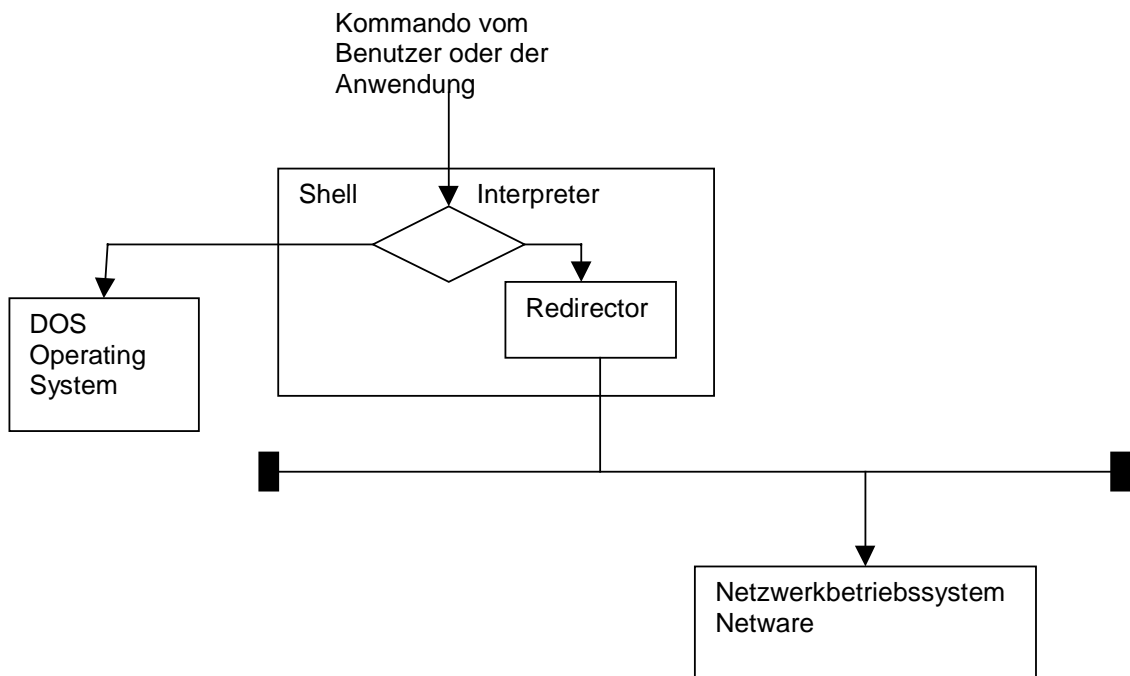 Kommando vom
Benutzer oder der
Anwendung
Shell
Interpreter
Redirector
DOS
Operating
System
Netzwerkbetriebssystem
Netware